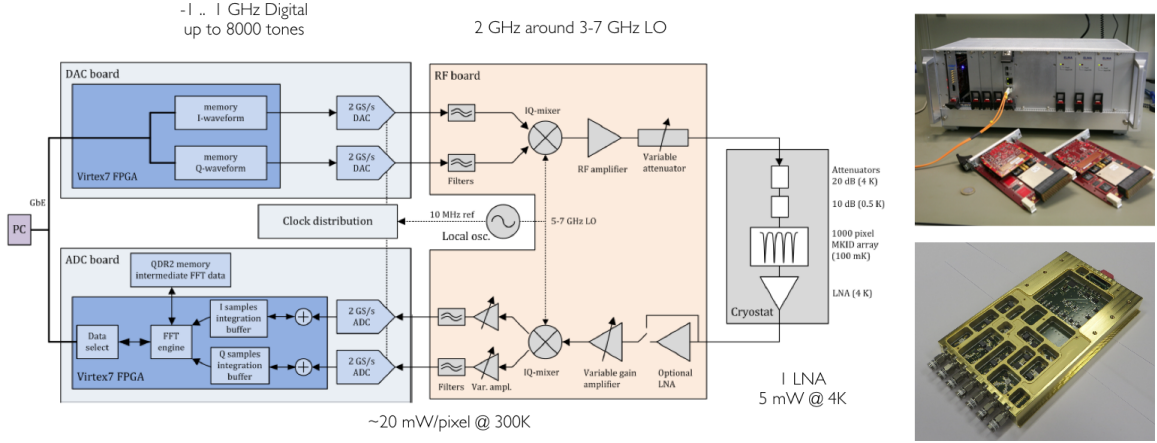 -1 .. 1 GHz Digital
up to 8000 tones
2 GHz around 3-7 GHz LO
DAC board
Virtex7 FPGA
memory
I-waveform
memory
Q-waveform
2 GS/s
DAC
2 GS/s
DAC
RF board
Filters
IQ-mixer
RF amplifier
Variable
attenuator
GbE
PC
Clock distribution
10 MHz ref
Local osc.
5-7 GHz LO
Attenuators
20 dB (4 K)
10 dB (0.5 K)
1000 pixel
MKID array
(100 mK)
LNA (4 K)
Cryostat
ADC board
QDR2 memory
intermediate FFT data
Data
select
FFT
engine
I samples
integration
buffer
Q samples
integration
buffer
Virtex7 FPGA
2 GS/s
ADC
2 GS/s
ADC
Filters
Var. ampl.
IQ-mixer
Variable gain
amplifier
Optional
LNA
1 LNA
5 mW @ 4K
~20 mW/pixel @ 300K